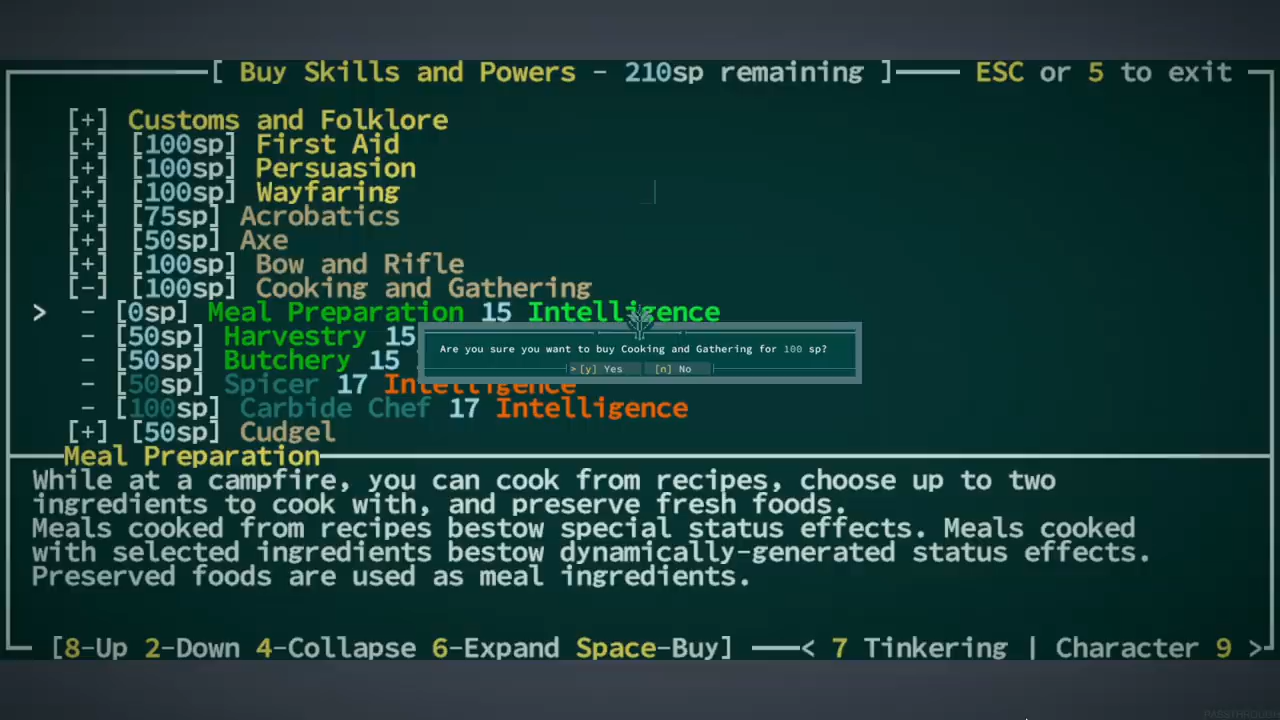 [ Buy Skills and Powers - 210sp remaining ] ESC or 5 to exit
[+] Customs and Folklore
[+] [100sp] First Aid
[+] [100sp] Persuasion
[+] [100sp] Wayfaring
[+] [75sp] Acrobatics
[+] [50sp] Axe
[+] [100sp] Bow and Rifle
[-] [100sp] Cooking and Gathering
> - [0sp] Meal Preparation 15 Intelligence
- [50sp] Harvestry 15
Are you sure you want to buy Cooking and Gathering for 100 sp?
- [50sp] Butchery 15
>[y] Yes [n] No
- [50sp] Spicer 17 Intelligence
- [100sp] Carbide Chef 17 Intelligence
[+] [50sp] Cudgel
Meal Preparation
While at a campfire, you can cook from recipes, choose up to two
ingredients to cook with, and preserve fresh foods.
Meals cooked from recipes bestow special status effects. Meals cooked
with selected ingredients bestow dynamically-generated status effects.
Preserved foods are used as meal ingredients.
[8-Up 2-Down 4-Collapse 6-Expand Space-Buy] < 7 Tinkering | Character 9 >